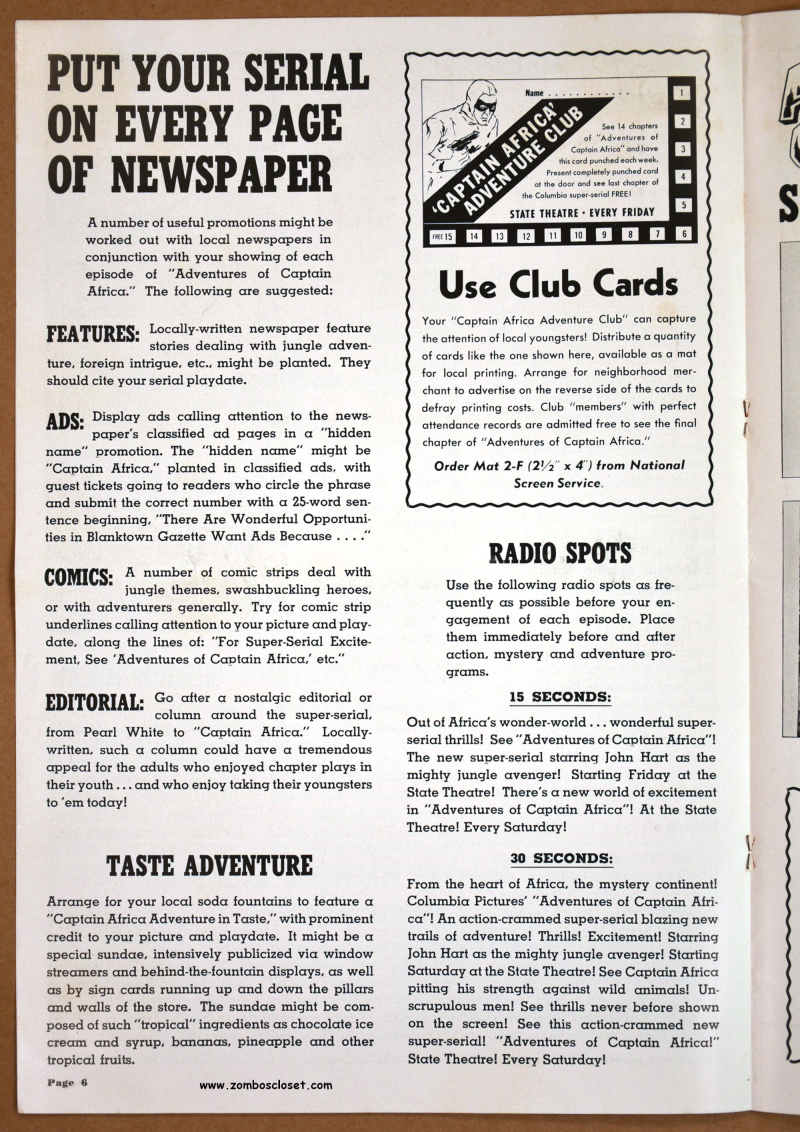 PUT YOUR SERIAL
ON EVERY PAGE
OF NEWSPAPER
A number of useful promotions might be
worked out with local newspapers in
conjunction with your showing of each
episode of "Adventures of Captain
Africa." The following are suggested:
FEATURES: Locally-written newspaper feature
stories dealing with jungle adven-
ture, foreign intrigue, etc., might be planted. They
should cite your serial playdate.
ADS: Display ads calling attention to the news-
paper's classified ad pages in a "hidden
name" promotion. The "hidden name" might be
"Captain Africa," planted in classified ads, with
guest tickets going to readers who circle the phrase
and submit the correct number with a 25-word sen-
tence beginning, "There Are Wonderful Opportuni-
ties in Blanktown Gazette Want Ads Because . . . ."
COMICS: A number of comic strips deal with
jungle themes, swashbuckling heroes,
or with adventurers generally. Try for comic strip
underlines calling attention to your picture and play-
date, along the lines of: "For Super-Serial Excite-
ment, See 'Adventures of Captain Africa,' etc."
EDITORIAL: Go after a nostalgic editorial or
column around the super-serial,
from Pearl White to "Captain Africa." Locally-
written, such a column could have a tremendous
appeal for the adults who enjoyed chapter plays in
their youth . . . and who enjoy taking their youngsters
to 'em today!
TASTE ADVENTURE
Arrange for your local soda fountains to feature a
"Captain Africa Adventure in Taste," with prominent
credit to your picture and playdate. It might be a
special sundae, intensively publicized via window
streamers and behind-the-fountain displays, as well
as by sign cards running up and down the pillars
and walls of the store. The sundae might be com-
posed of such "tropical" ingredients as chocolate ice
cream and syrup, bananas, pineapple and other
tropical fruits.
Page 6
www.zomboscloset.com
Name . . . . . . . . . . . .
'CAPTAIN AFRICA'
ADVENTURE CLUB
See 14 chapters
of "Adventures of
Captain Africa" and have
this card punched each week.
Present completely punched card
at the door and see last chapter of
the Columbia super-serial FREE!
STATE THEATRE · EVERY FRIDAY
1
2
3
4
5
FREE 15 14 13 12 11 10 9 8 7 6
Use Club Cards
Your "Captain Africa Adventure Club" can capture
the attention of local youngsters! Distribute a quantity
of cards like the one shown here, available as a mat
for local printing. Arrange for neighborhood mer-
chant to advertise on the reverse side of the cards to
defray printing costs. Club "members" with perfect
attendance records are admitted free to see the final
chapter of "Adventures of Captain Africa."
Order Mat 2-F (2½" x 4") from National
Screen Service.
RADIO SPOTS
Use the following radio spots as fre-
quently as possible before your en-
gagement of each episode. Place
them immediately before and after
action, mystery and adventure pro-
grams.
15 SECONDS:
Out of Africa's wonder-world . . . wonderful super-
serial thrills! See "Adventures of Captain Africa"!
The new super-serial starring John Hart as the
mighty jungle avenger! Starting Friday at the
State Theatre! There's a new world of excitement
in "Adventures of Captain Africa"! At the State
Theatre! Every Saturday!
30 SECONDS:
From the heart of Africa, the mystery continent!
Columbia Pictures' "Adventures of Captain Afri-
ca"! An action-crammed super-serial blazing new
trails of adventure! Thrills! Excitement! Starring
John Hart as the mighty jungle avenger! Starting
Saturday at the State Theatre! See Captain Africa
pitting his strength against wild animals! Un-
scrupulous men! See thrills never before shown
on the screen! See this action-crammed new
super-serial! "Adventures of Captain Africa!"
State Theatre! Every Saturday!